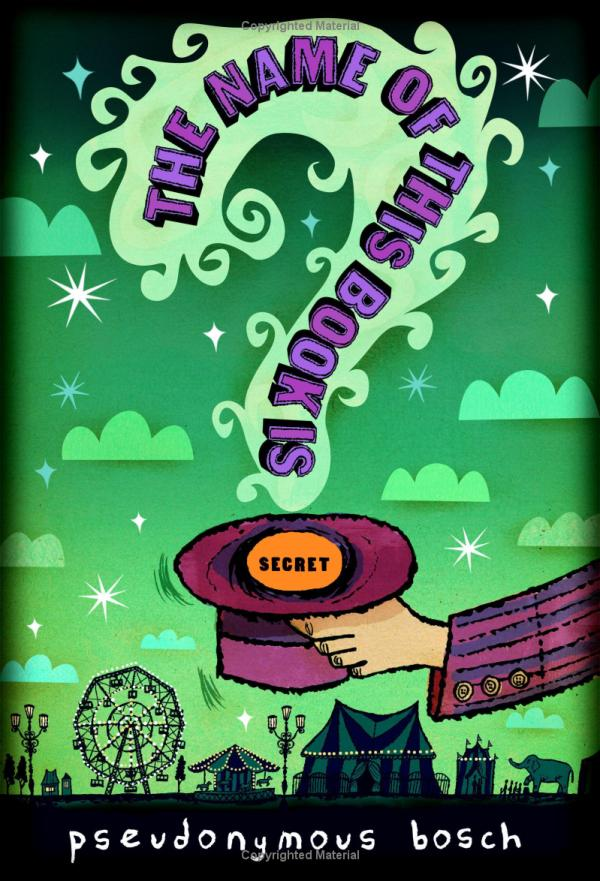 Copyrighted Material
THE NAME OF THIS BOOK IS
SECRET
pseudonymous bosch
Copyrighted Material